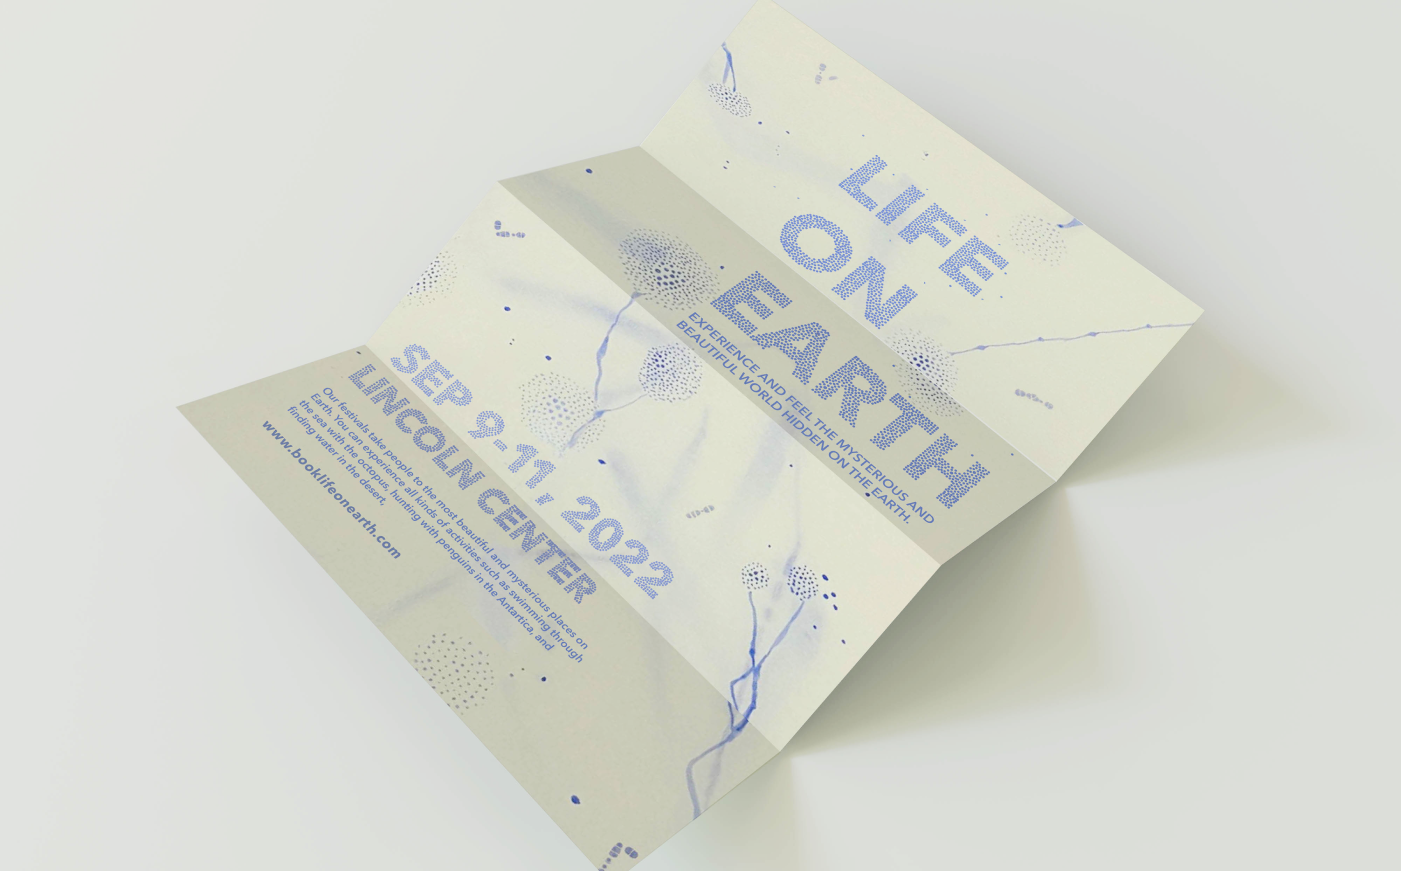 LIFE
ON
EARTH
EXPERIENCE AND FEEL THE MYSTERIOUS AND
BEAUTIFUL WORLD HIDDEN ON THE EARTH.
SEP 9-11, 2022
LINCOLN CENTER
Our festivals take people to the most beautiful and mysterious places on
Earth. You can experience all kinds of activities such as swimming through
the sea with the octopus, hunting with penguins in the Antartica, and
finding water in the desert.
www.booklifeonearth.com